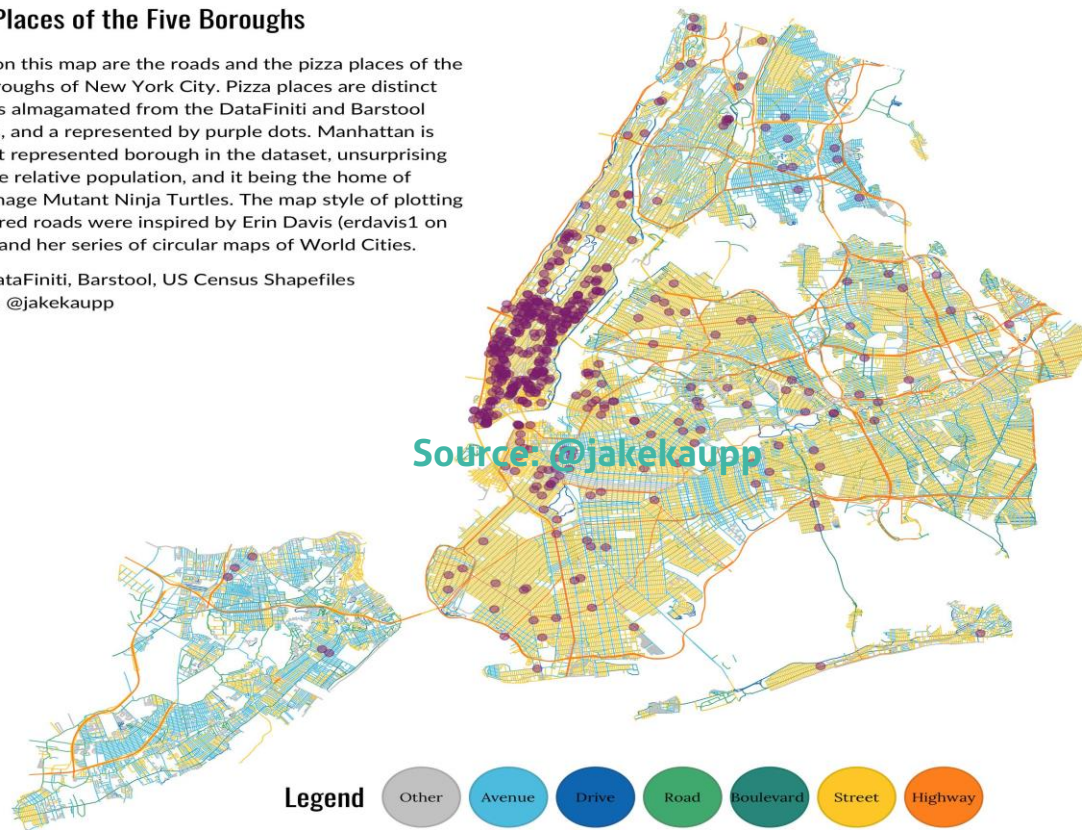 Places of the Five Boroughs
on this map are the roads and the pizza places of the
roughs of New York City. Pizza places are distinct
s almagamated from the DataFiniti and Barstool
, and a represented by purple dots. Manhattan is
t represented borough in the dataset, unsurprising
e relative population, and it being the home of
nage Mutant Ninja Turtles. The map style of plotting
red roads were inspired by Erin Davis (erdavis1 on
and her series of circular maps of World Cities.
ataFiniti, Barstool, US Census Shapefiles
@jakekaupp
Source: @jakekaupp
Legend Other Avenue Drive Road Boulevard Street Highway